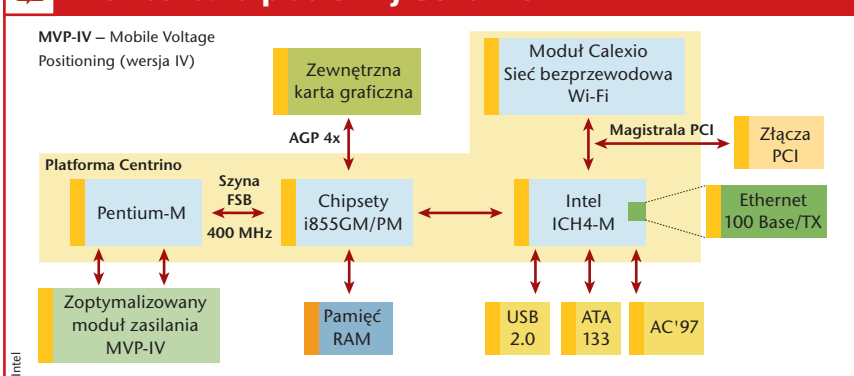 MVP-IV – Mobile Voltage
Positioning (wersja IV)
Zewnętrzna
karta graficzna
Moduł Calexio
Sieć bezprzewodowa
Wi-Fi
AGP 4x
Magistrala PCI
Złącza
PCI
Platforma Centrino
Pentium-M
Szyna
FSB
400 MHz
Chipsety
i855GM/PM
Intel
ICH4-M
Ethernet
100 Base/TX
Zoptymalizowany
moduł zasilania
MVP-IV
Pamięć
RAM
USB
2.0
ATA
133
AC'97
Intel